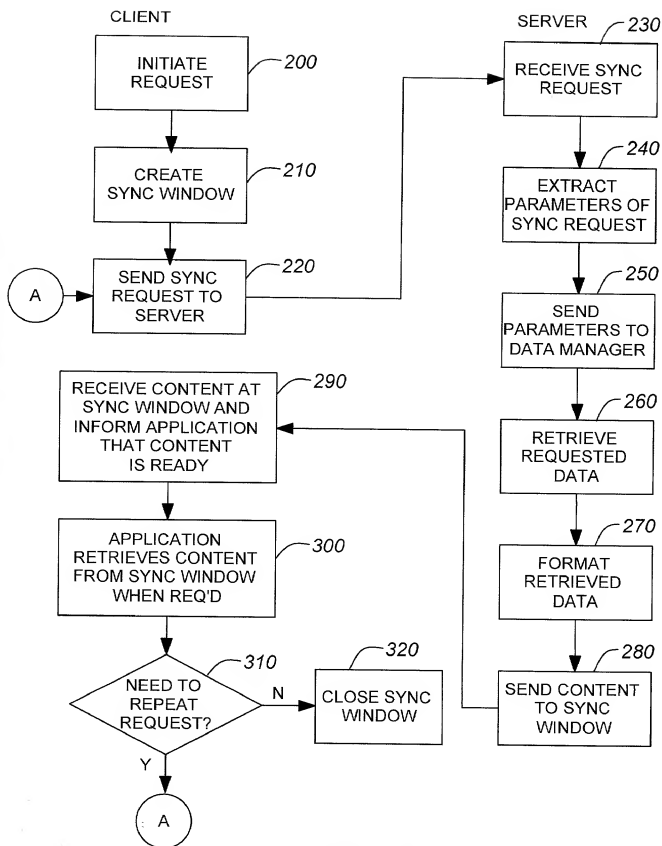 CLIENT
INITIATE
REQUEST
200
CREATE
SYNC WINDOW
210
A
SEND SYNC
REQUEST TO
SERVER
220
SERVER
230
RECEIVE SYNC
REQUEST
240
EXTRACT
PARAMETERS OF
SYNC REQUEST
250
SEND
PARAMETERS TO
DATA MANAGER
260
RETRIEVE
REQUESTED
DATA
270
FORMAT
RETRIEVED
DATA
280
SEND CONTENT
TO SYNC
WINDOW
290
RECEIVE CONTENT AT
SYNC WINDOW AND
INFORM APPLICATION
THAT CONTENT
IS READY
300
APPLICATION
RETRIEVES CONTENT
FROM SYNC WINDOW
WHEN REQ'D
310
NEED TO
REPEAT
REQUEST?
N
320
CLOSE SYNC
WINDOW
Y
A